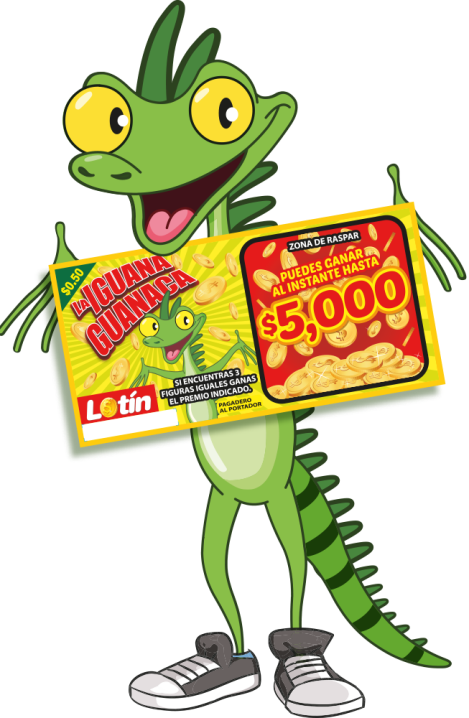 $0.50
LA IGUANA
GUANACA
SI ENCUENTRAS 3
FIGURAS IGUALES GANAS
EL PREMIO INDICADO.
PAGADERO
AL PORTADOR
Lotín
ZONA DE RASPAR
PUEDES GANAR
AL INSTANTE HASTA
$5,000